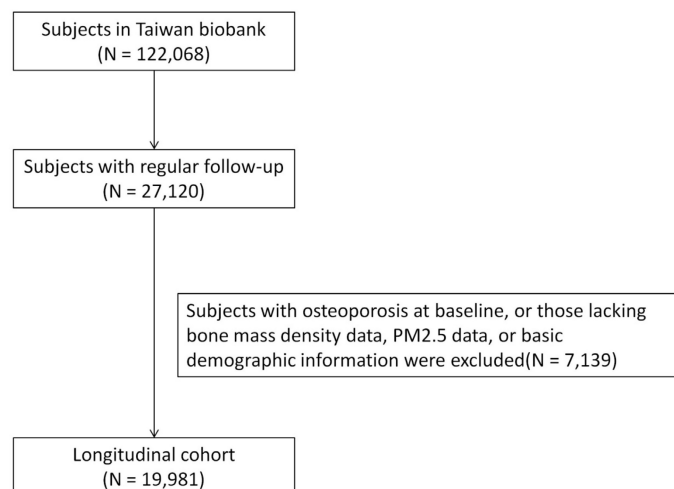 Subjects in Taiwan biobank
(N = 122,068)
Subjects with regular follow-up
(N = 27,120)
Subjects with osteoporosis at baseline, or those lacking
bone mass density data, PM2.5 data, or basic
demographic information were excluded(N = 7,139)
Longitudinal cohort
(N = 19,981)